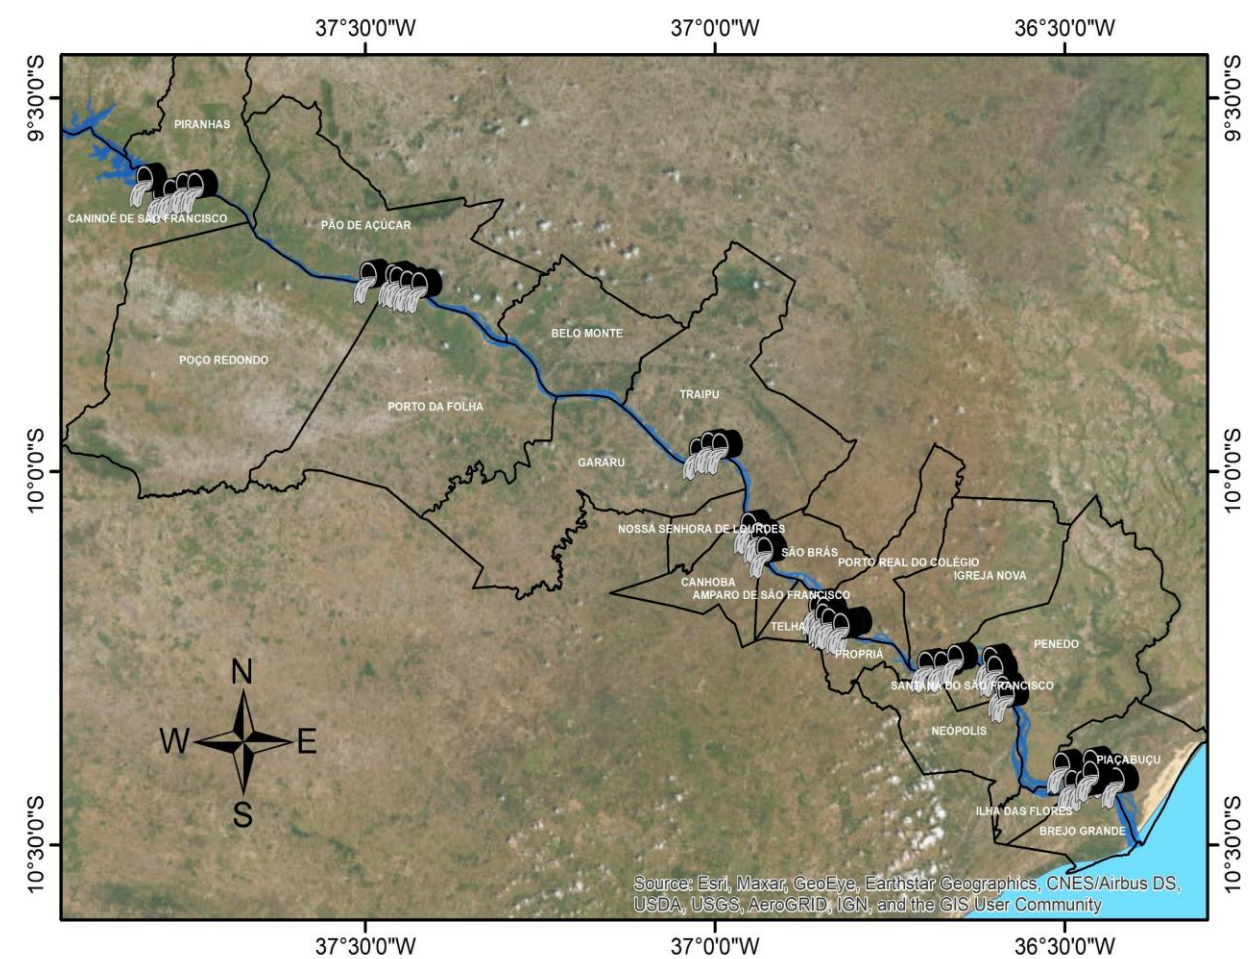 37°30'0"W 37°0'0"W 36°30'0"W
9°30'0"S
9°30'0"S
PIRANHAS
CANINDÉ DE SÃO FRANCISCO
PÃO DE AÇÚCAR
BELO MONTE
POÇO REDONDO
TRAIPU
PORTO DA FOLHA
GARARU
10°0'0"S
10°0'0"S
NOSSA SENHORA DE LOURDES
SÃO BRÁS
PORTO REAL DO COLÉGIO
IGREJA NOVA
CANHOBA
AMPARO DE SÃO FRANCISCO
TELHA
PENEDO
PROPRIÁ
SANTANA DO SÃO FRANCISCO
NEÓPOLIS
N
W E
S
PIAÇABUÇU
ILHA DAS FLORES
BREJO GRANDE
10°30'0"S
10°30'0"S
Source: Esri, Maxar, GeoEye, Earthstar Geographics, CNES/Airbus DS,
USDA, USGS, AeroGRID, IGN, and the GIS User Community
37°30'0"W 37°0'0"W 36°30'0"W